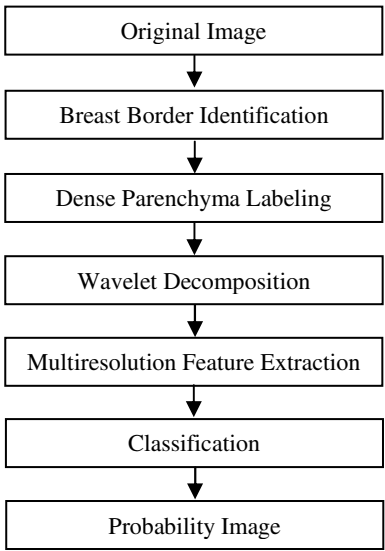 Original Image
Breast Border Identification
Dense Parenchyma Labeling
Wavelet Decomposition
Multiresolution Feature Extraction
Classification
Probability Image